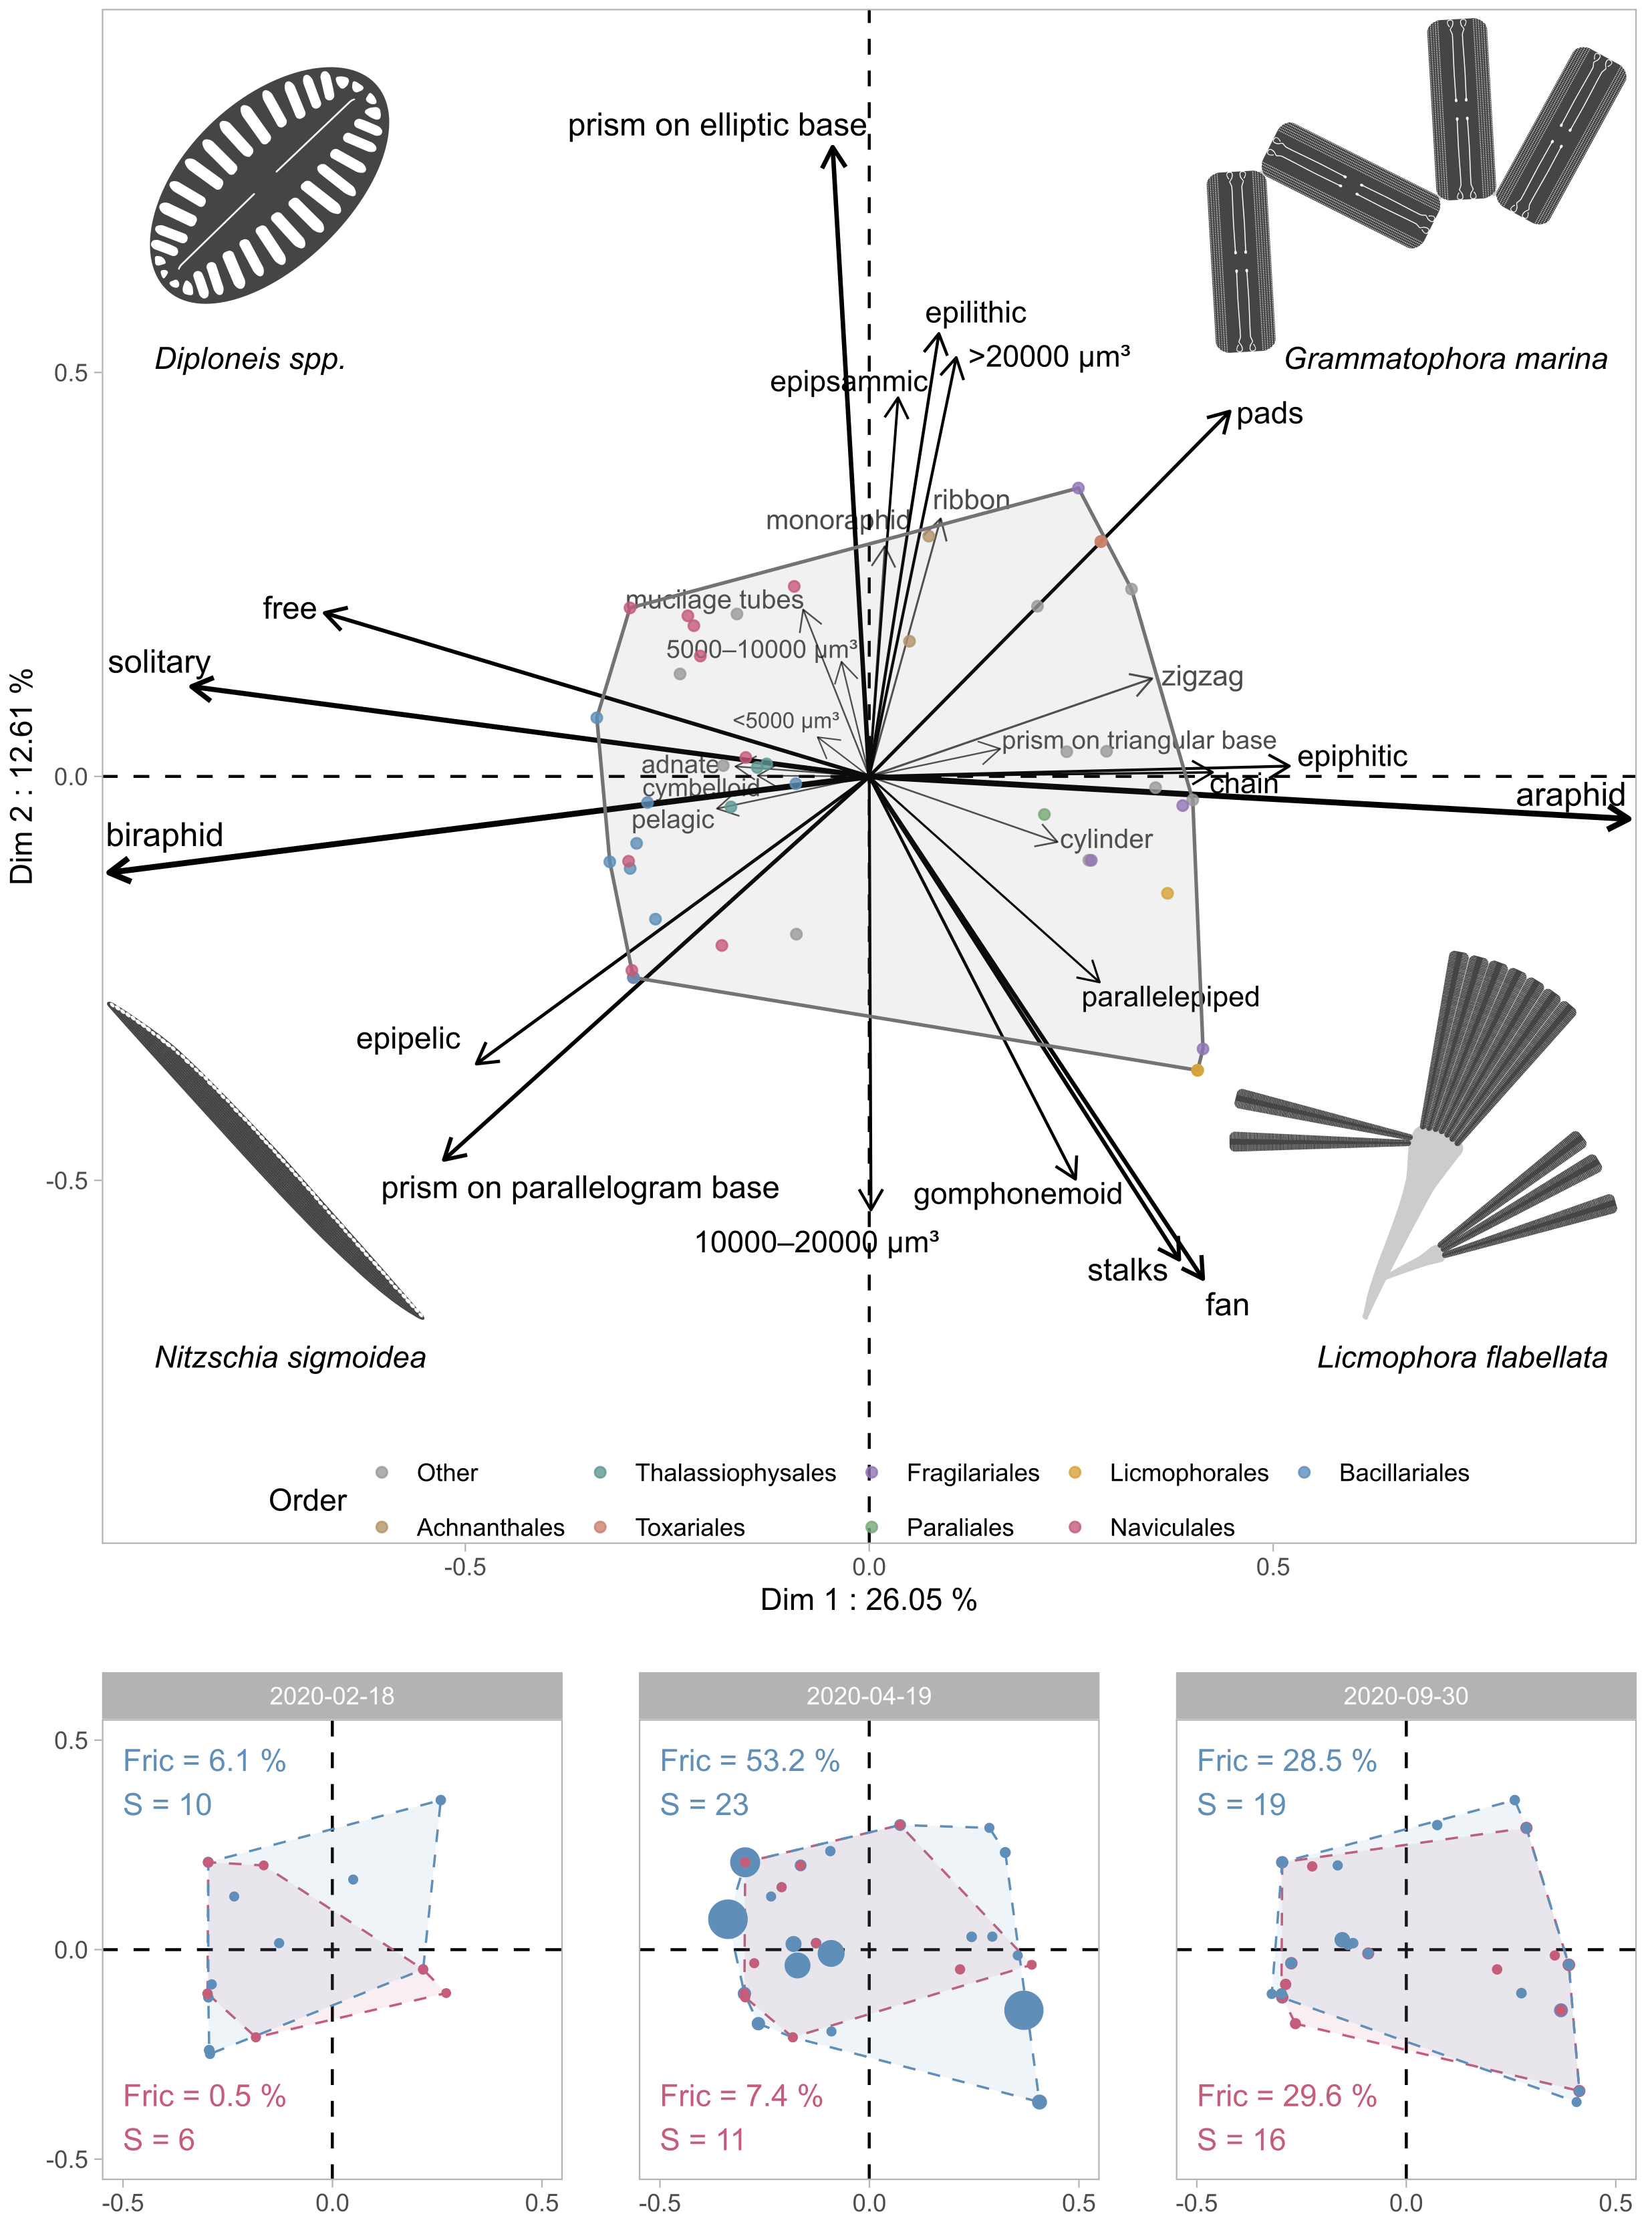 prism on elliptic base
epilithic
>20000 µm³
Diploneis spp.
Grammatophora marina
0.5
epipsammic
pads
ribbon
monoraphid
free
mucilage tubes
5000–10000 µm³
solitary
zigzag
<5000 µm³
prism on triangular base
epiphitic
adnate
0.0
chain
cymbelloid
araphid
pelagic
biraphid
cylinder
Dim 2 : 12.61 %
parallelepiped
epipelic
-0.5
prism on parallelogram base
gomphonemoid
10000–20000 µm³
stalks
fan
Nitzschia sigmoidea
Licmophora flabellata
Order
Other
Thalassiophysales
Fragilariales
Licmophorales
Bacillariales
Achnanthales
Toxariales
Paraliales
Naviculales
-0.5
0.0
0.5
Dim 1 : 26.05 %
2020-02-18
2020-04-19
2020-09-30
0.5
0.0
-0.5
Fric = 6.1 %
S = 10
Fric = 0.5 %
S = 6
Fric = 53.2 %
S = 23
Fric = 7.4 %
S = 11
Fric = 28.5 %
S = 19
Fric = 29.6 %
S = 16
-0.5
0.0
0.5
-0.5
0.0
0.5
-0.5
0.0
0.5